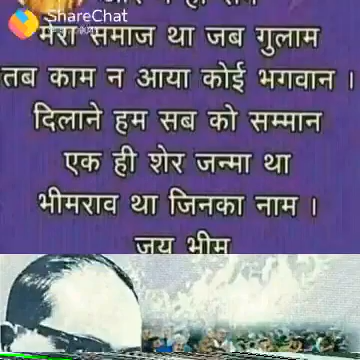 ShareChat
मेरा समाज था जब गुलाम
तब काम न आया कोई भगवान ।
दिलाने हम सब को सम्मान
एक ही शेर जन्मा था
भीमराव था जिनका नाम ।
जय भीम